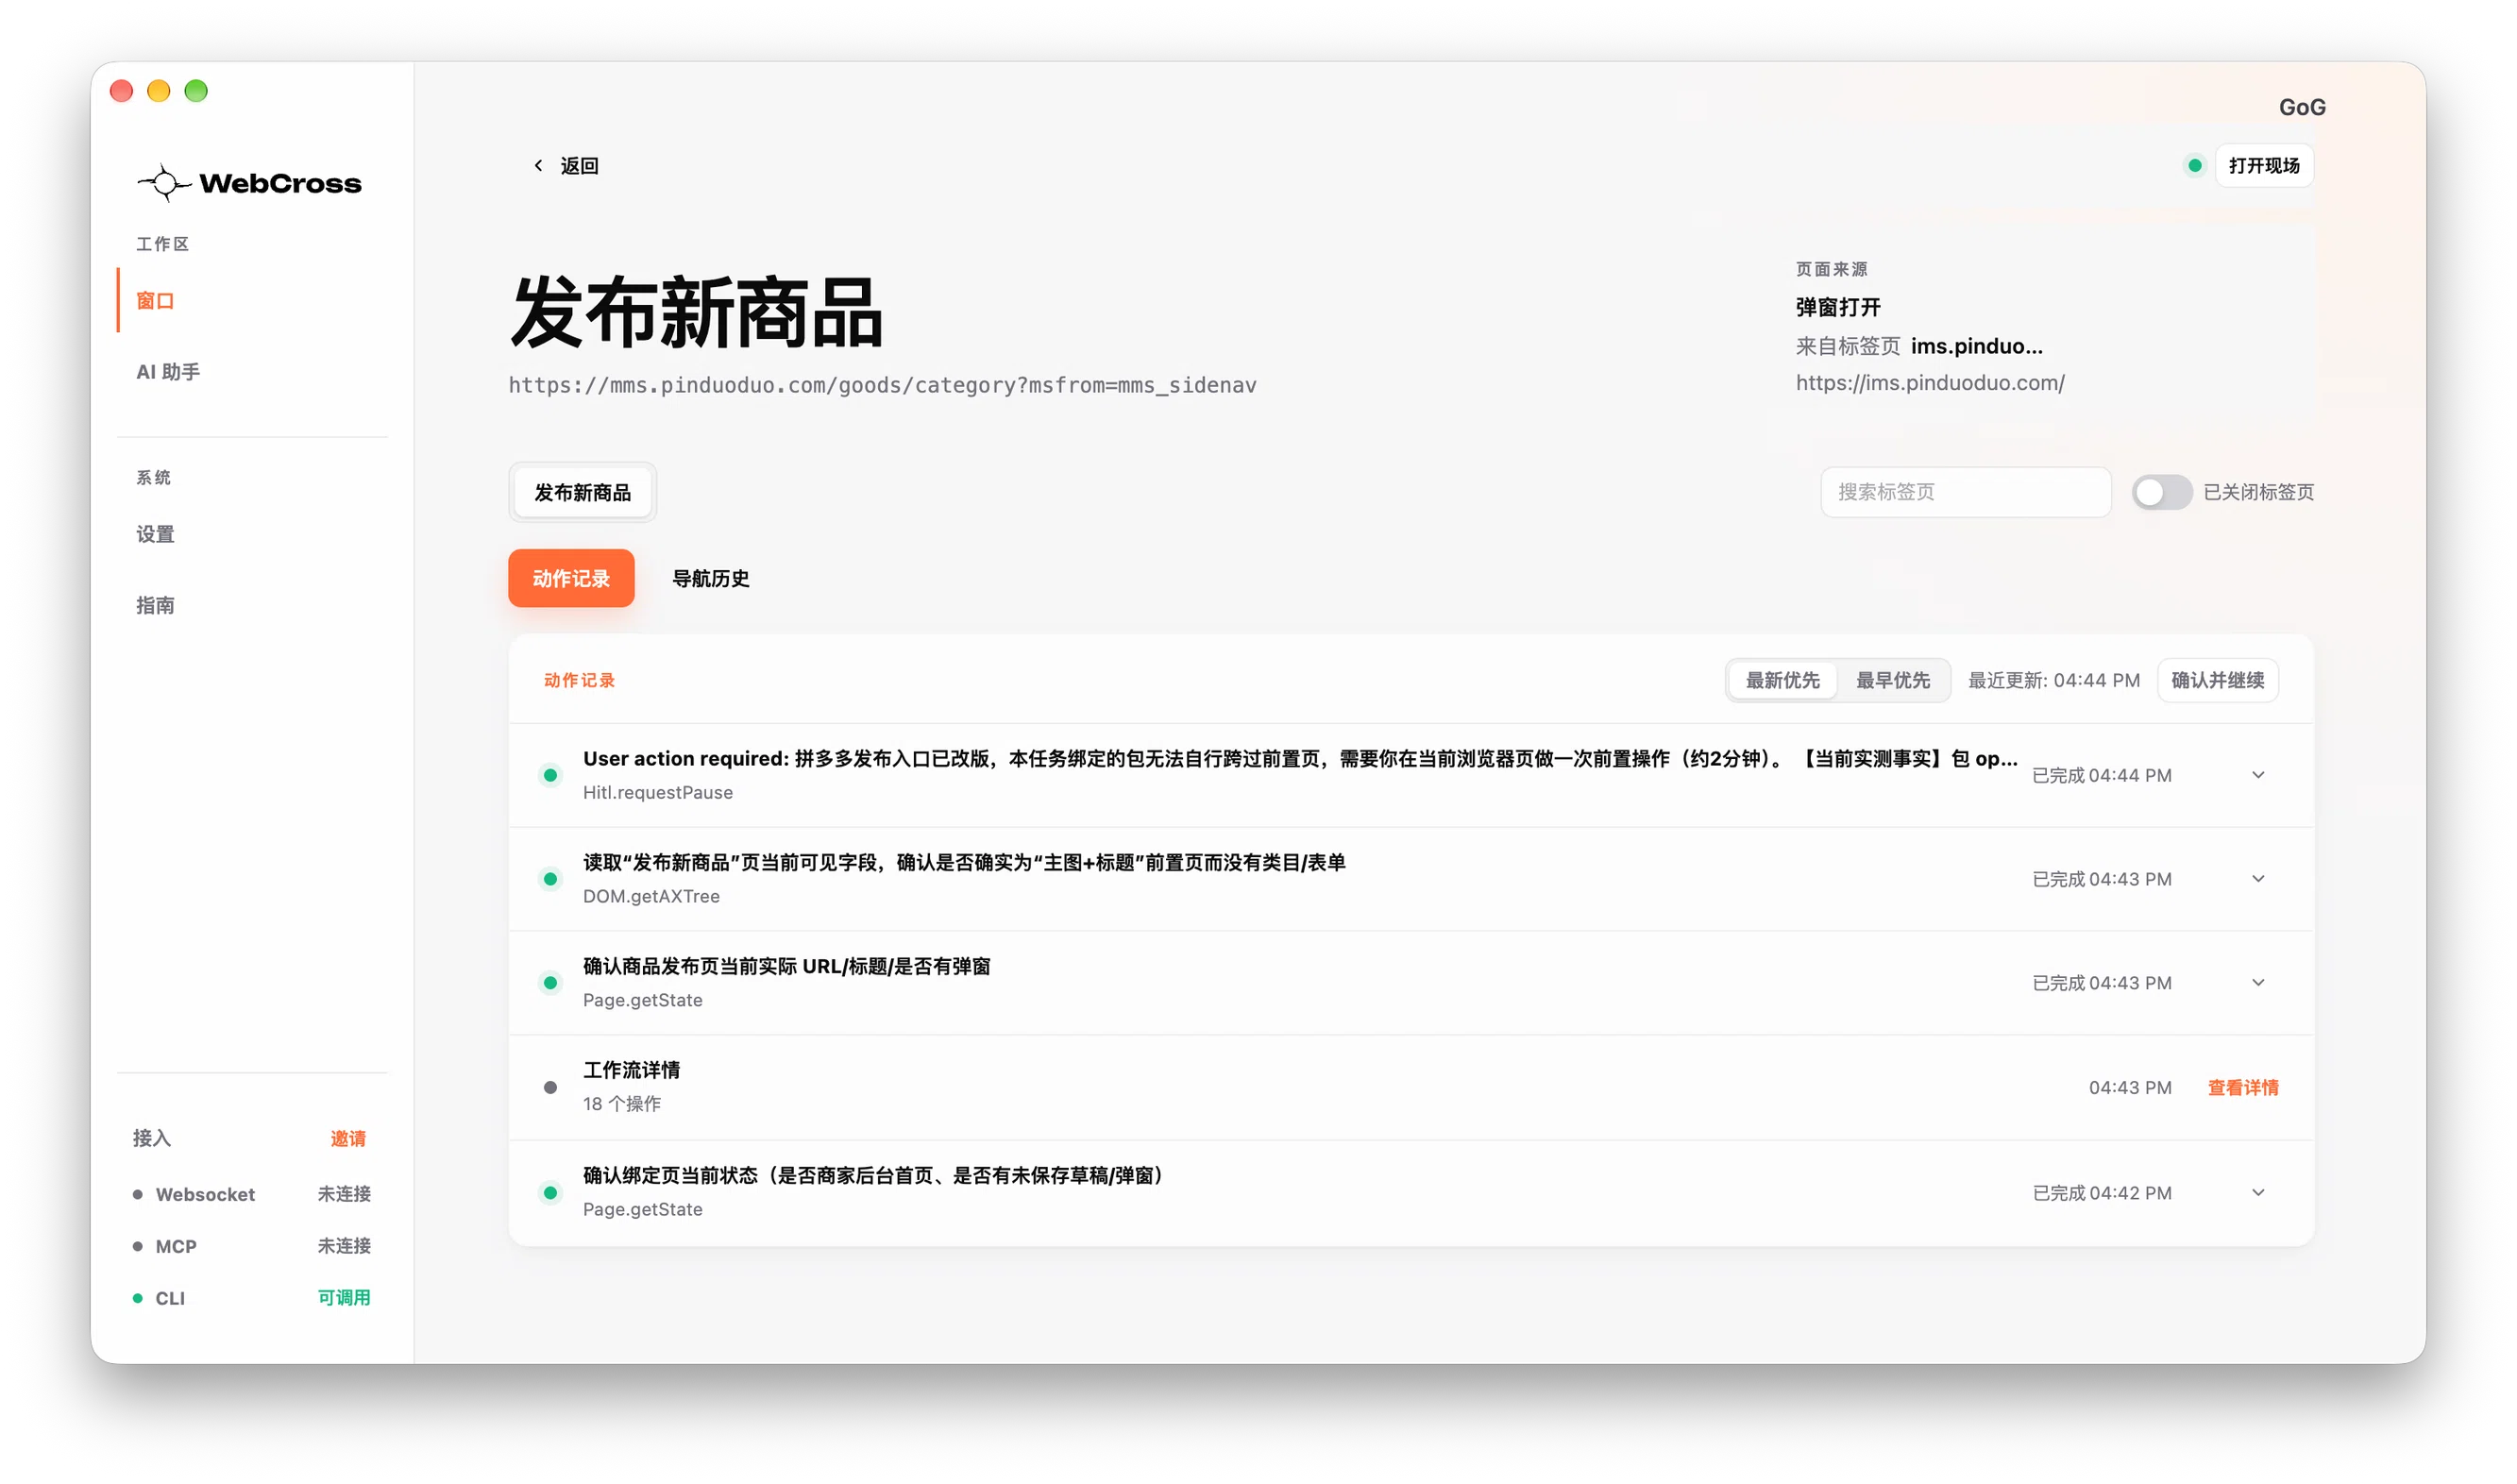 GoG
WebCross
工作区
窗口
AI 助手
系统
设置
指南
接入 邀请
Websocket 未连接
MCP 未连接
CLI 可调用
返回
打开现场
发布新商品
https://mms.pinduoduo.com/goods/category?msfrom=mms_sidenav
页面来源
弹窗打开
来自标签页 ims.pinduo...
https://ims.pinduoduo.com/
发布新商品
搜索标签页
已关闭标签页
动作记录 导航历史
动作记录 最新优先 最早优先 最近更新: 04:44 PM 确认并继续
User action required: 拼多多发布入口已改版，本任务绑定的包无法自行跨过前置页，需要你在当前浏览器页做一次前置操作（约2分钟）。 【当前实测事实】包 op...
Hitl.requestPause
已完成 04:44 PM
读取“发布新商品”页当前可见字段，确认是否确实为“主图+标题”前置页而没有类目/表单
DOM.getAXTree
已完成 04:43 PM
确认商品发布页当前实际 URL/标题/是否有弹窗
Page.getState
已完成 04:43 PM
工作流详情
18 个操作
04:43 PM 查看详情
确认绑定页当前状态（是否商家后台首页、是否有未保存草稿/弹窗）
Page.getState
已完成 04:42 PM